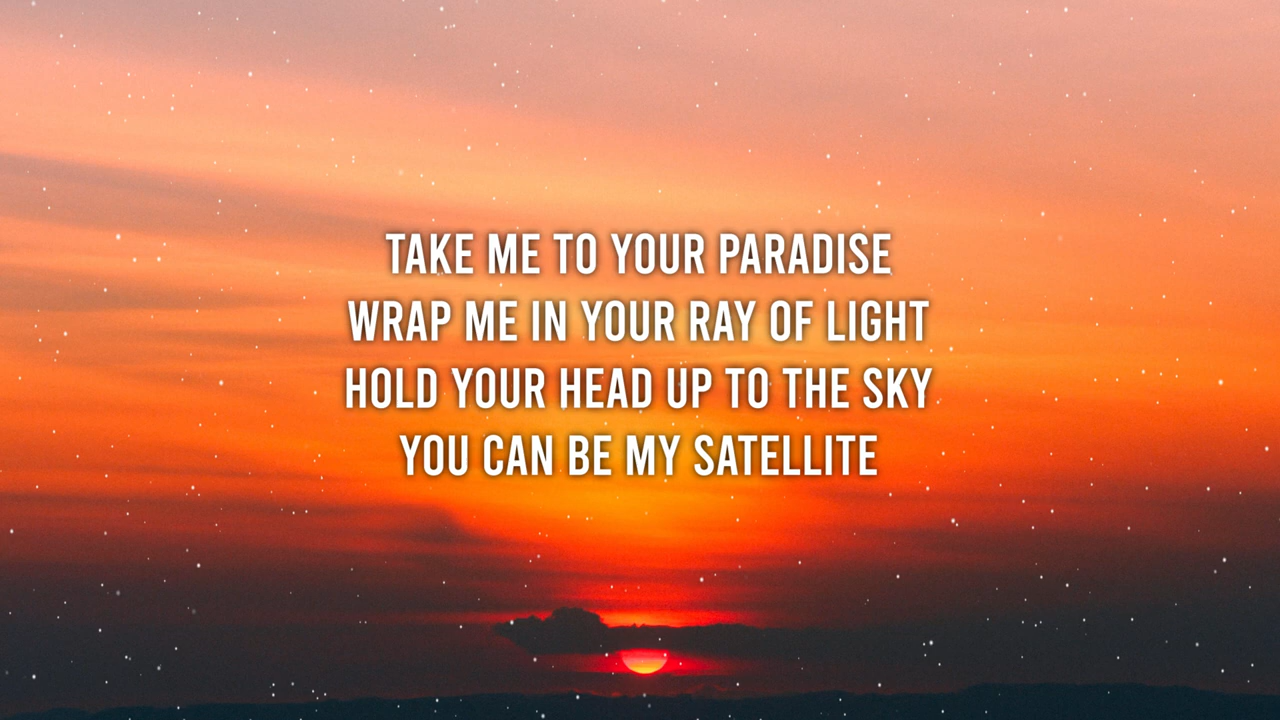 TAKE ME TO YOUR PARADISE
WRAP ME IN YOUR RAY OF LIGHT
HOLD YOUR HEAD UP TO THE SKY
YOU CAN BE MY SATELLITE